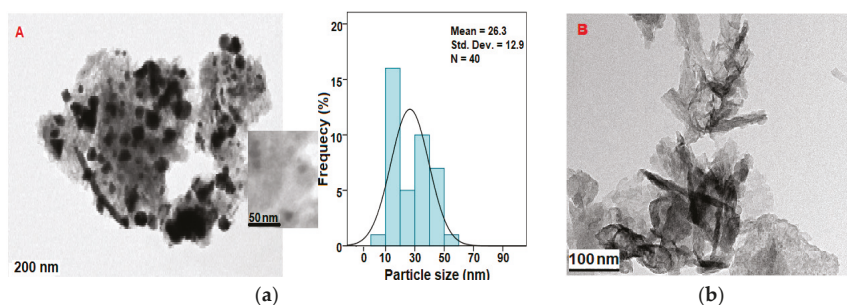 A
200 nm
50 nm
Frequecy (%)
20
15
10
5
0
Mean = 26.3
Std. Dev. = 12.9
N = 40
0 10 30 50 70 90
Particle size (nm)
B
100 nm
(a)
(b)